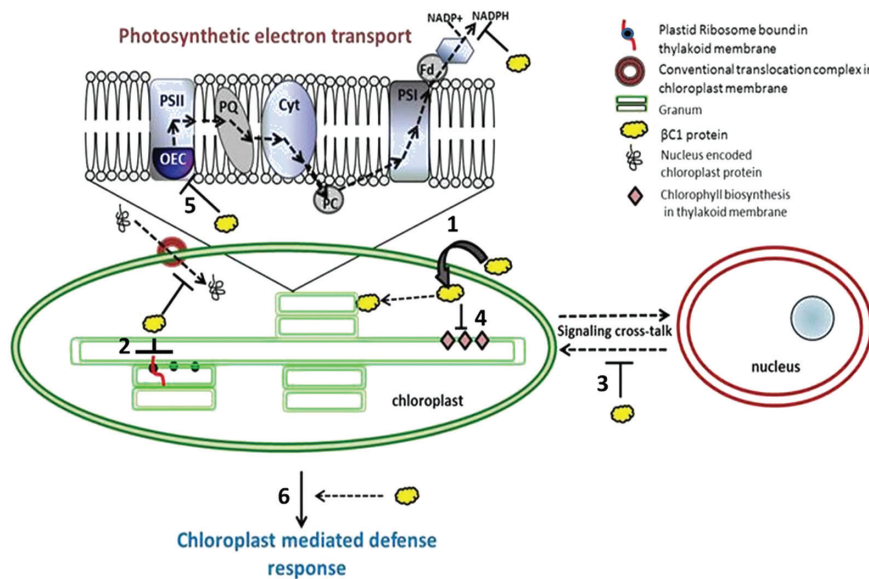 Photosynthetic electron transport
NADP+
NADPH
Fd
PSII
PQ
Cyt
PSI
OEC
PC
5
1
2
4
Signaling cross-talk
3
nucleus
chloroplast
6
Chloroplast mediated defense
response
Plastid Ribosome bound in
thylakoid membrane
Conventional translocation complex in
chloroplast membrane
Granum
βC1 protein
Nucleus encoded
chloroplast protein
Chlorophyll biosynthesis
in thylakoid membrane